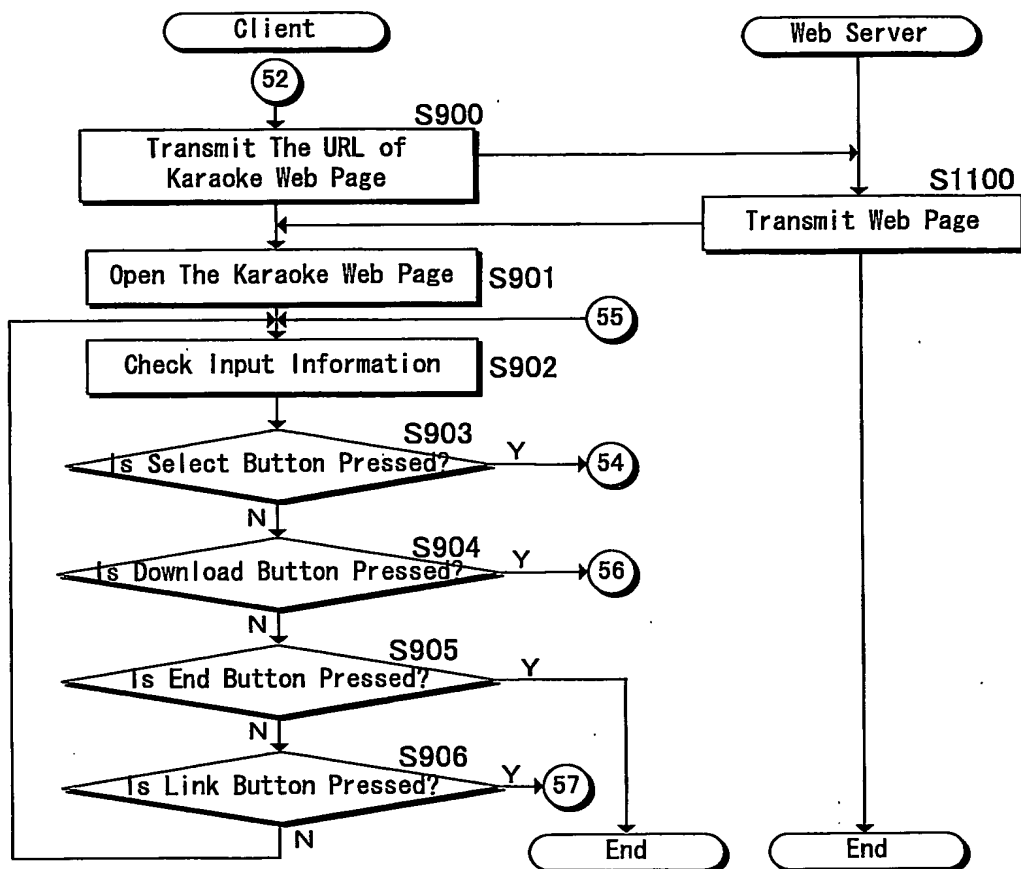 Client
Web Server
52
S900
Transmit The URL of
Karaoke Web Page
S1100
Transmit Web Page
Open The Karaoke Web Page
S901
55
Check Input Information
S902
S903
Is Select Button Pressed?
Y
54
N
S904
Is Download Button Pressed?
Y
56
N
S905
Is End Button Pressed?
Y
N
S906
Is Link Button Pressed?
Y
57
N
End
End